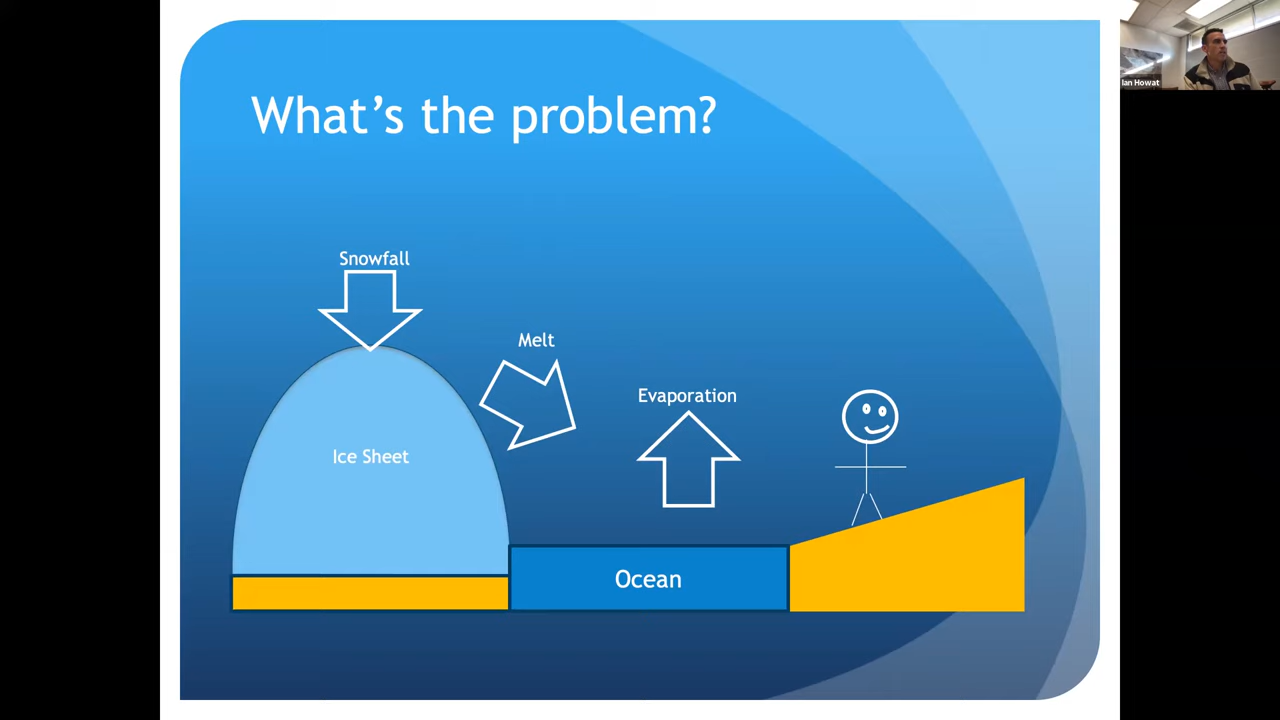 What's the problem?
Snowfall
Melt
Evaporation
Ice Sheet
Ocean
Ian Howat